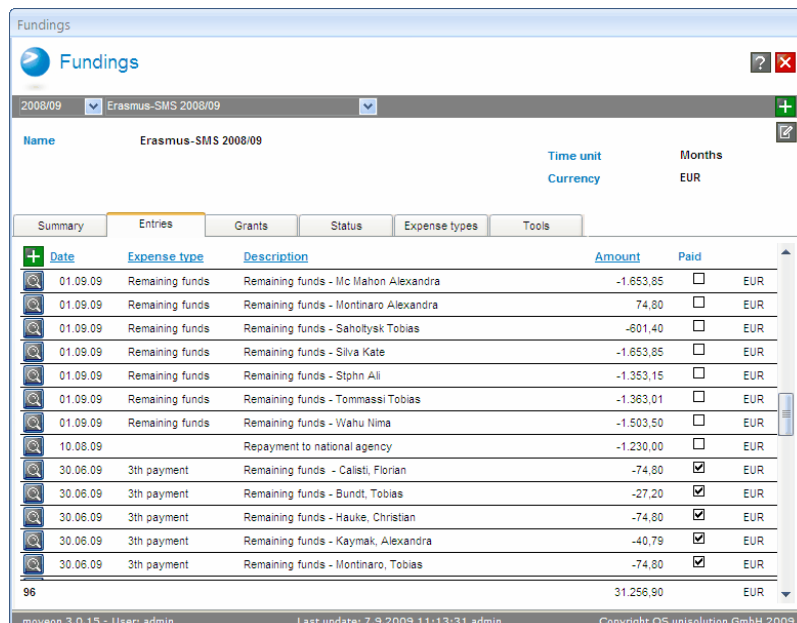 Fundings
Fundings
?
2008/09 Erasmus-SMS 2008/09
Name Erasmus-SMS 2008/09
Time unit Months
Currency EUR
Summary Entries Grants Status Expense types Tools
Date Expense type Description Amount Paid
01.09.09 Remaining funds Remaining funds - Mc Mahon Alexandra -1.653,85 EUR
01.09.09 Remaining funds Remaining funds - Montinaro Alexandra 74,80 EUR
01.09.09 Remaining funds Remaining funds - Saholtysk Tobias -601,40 EUR
01.09.09 Remaining funds Remaining funds - Silva Kate -1.653,85 EUR
01.09.09 Remaining funds Remaining funds - Stphn Ali -1.353,15 EUR
01.09.09 Remaining funds Remaining funds - Tommassi Tobias -1.363,01 EUR
01.09.09 Remaining funds Remaining funds - Wahu Nima -1.503,50 EUR
10.08.09 Repayment to national agency -1.230,00 EUR
30.06.09 3th payment Remaining funds - Calisti, Florian -74,80 EUR
30.06.09 3th payment Remaining funds - Bundt, Tobias -27,20 EUR
30.06.09 3th payment Remaining funds - Hauke, Christian -74,80 EUR
30.06.09 3th payment Remaining funds - Kaymak, Alexandra -40,79 EUR
30.06.09 3th payment Remaining funds - Montinaro, Tobias -74,80 EUR
96 31.256,90 EUR
moveon 3.0.15 - User: admin Last update: 7.9.2009 11:13:31 admin Copyright QS unisolution GmbH 2009